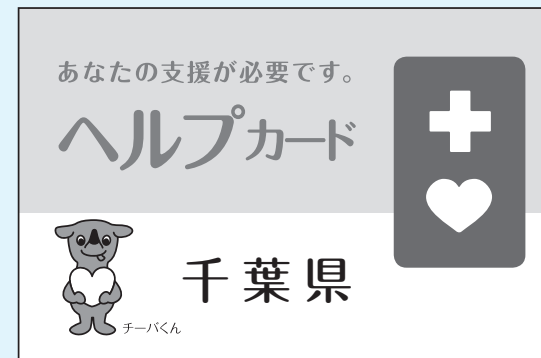 あなたの支援が必要です。
ヘルプカード
千葉県
チーバくん